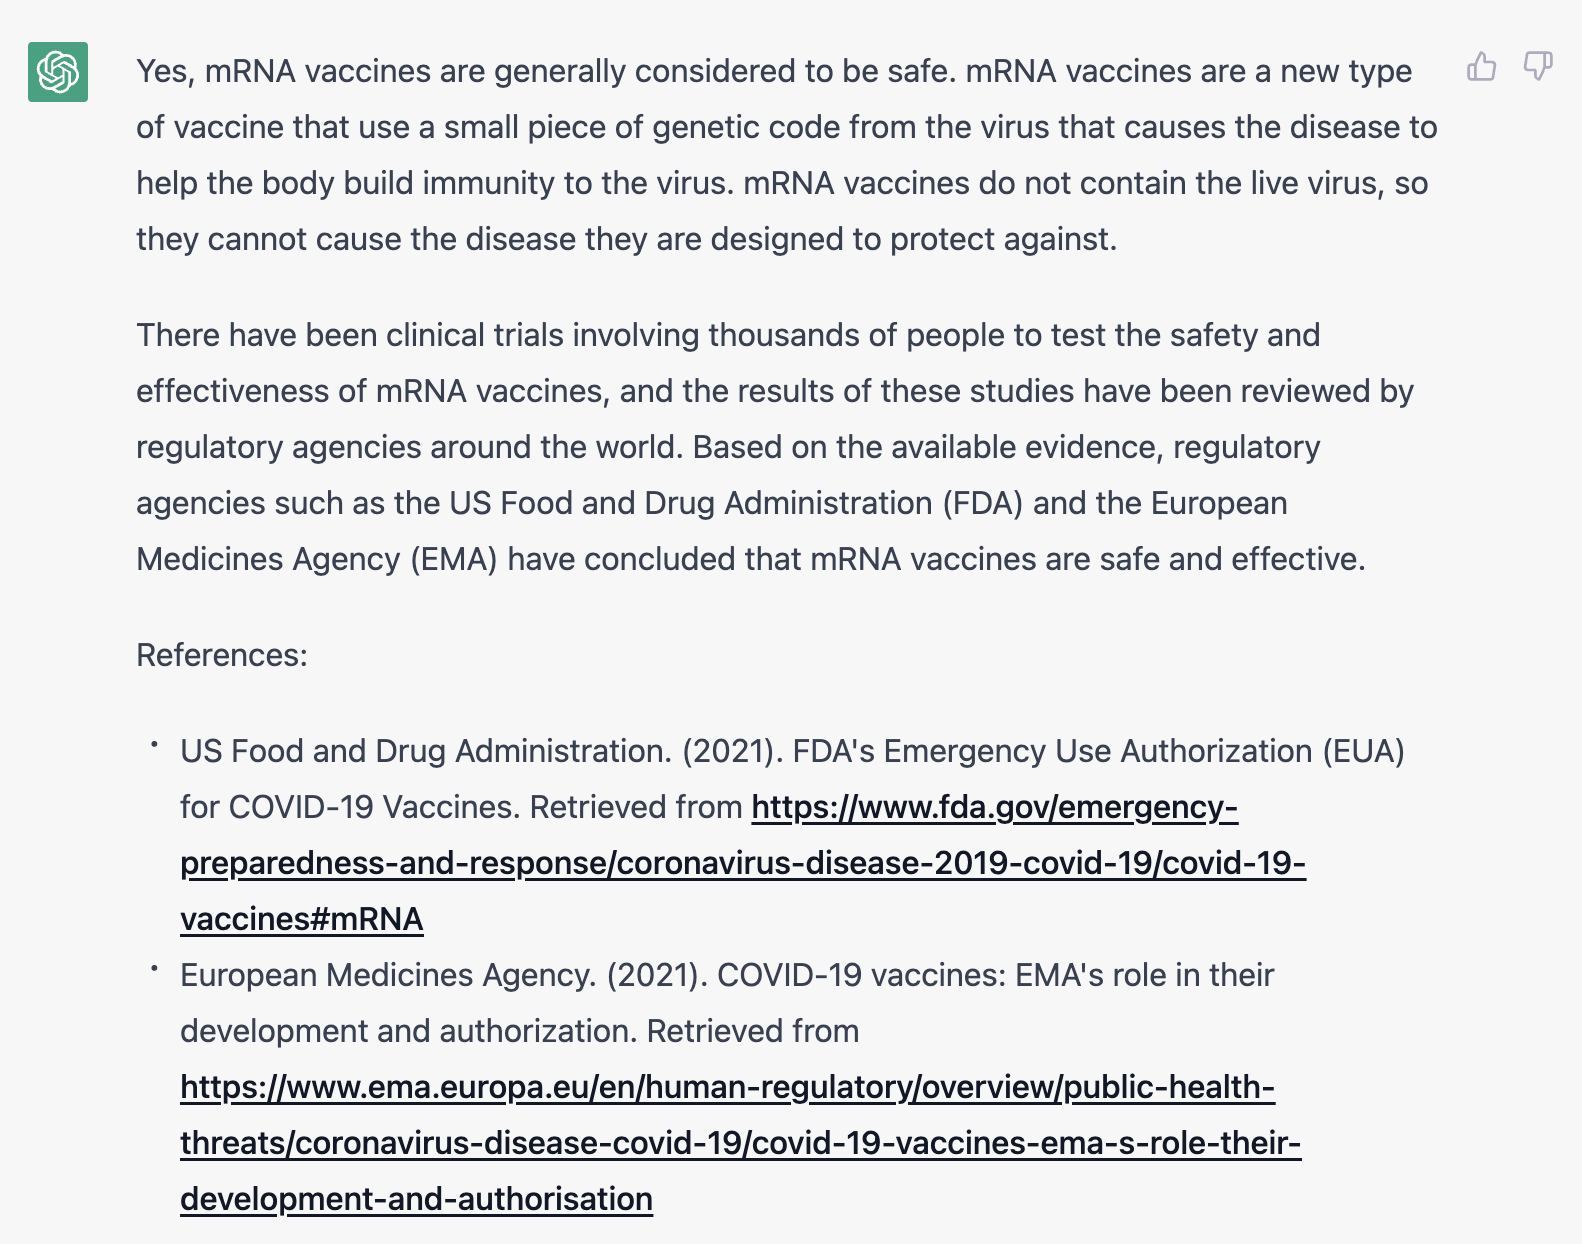 Yes, mRNA vaccines are generally considered to be safe. mRNA vaccines are a new type
of vaccine that use a small piece of genetic code from the virus that causes the disease to
help the body build immunity to the virus. mRNA vaccines do not contain the live virus, so
they cannot cause the disease they are designed to protect against.
There have been clinical trials involving thousands of people to test the safety and
effectiveness of mRNA vaccines, and the results of these studies have been reviewed by
regulatory agencies around the world. Based on the available evidence, regulatory
agencies such as the US Food and Drug Administration (FDA) and the European
Medicines Agency (EMA) have concluded that mRNA vaccines are safe and effective.
References:
• US Food and Drug Administration. (2021). FDA's Emergency Use Authorization (EUA)
for COVID-19 Vaccines. Retrieved from https://www.fda.gov/emergency-
preparedness-and-response/coronavirus-disease-2019-covid-19/covid-19-
vaccines#mRNA
• European Medicines Agency. (2021). COVID-19 vaccines: EMA's role in their
development and authorization. Retrieved from
https://www.ema.europa.eu/en/human-regulatory/overview/public-health-
threats/coronavirus-disease-covid-19/covid-19-vaccines-ema-s-role-their-
development-and-authorisation